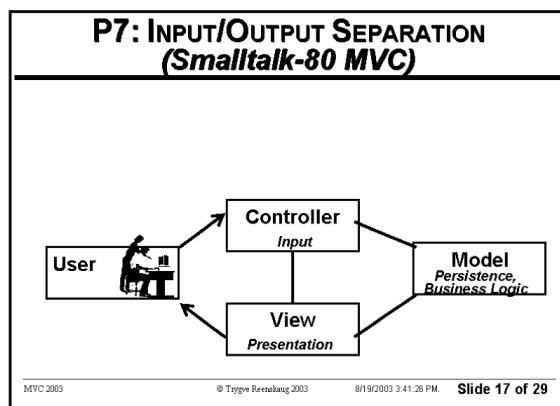 P7: INPUT/OUTPUT SEPARATION
(Smalltalk-80 MVC)
Controller
Input
User
Model
Persistence,
Business Logic
View
Presentation
MVC 2003
© Trygve Reenskaug 2003
8/19/2003 3:41:26 PM.
Slide 17 of 29